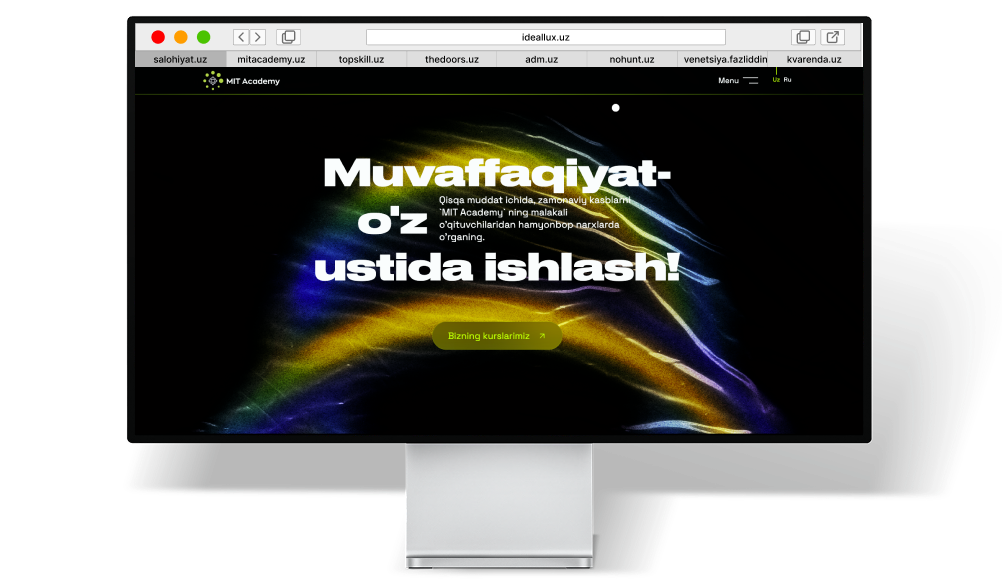 ideallux.uz
salohiyat.uz mitacademy.uz topskill.uz thedoors.uz adm.uz nohunt.uz venetsiya.fazliddin kvarenda.uz
MIT Academy Menu Uz Ru
Muvaffaqiyat-
o'z
Qisqa muddat ichida, zamonaviy kasblarni
`MIT Academy` ning malakali
o'qituvchilaridan hamyonbop narxlarda
o'rganing.
ustida ishlash!
Bizning kurslarimiz